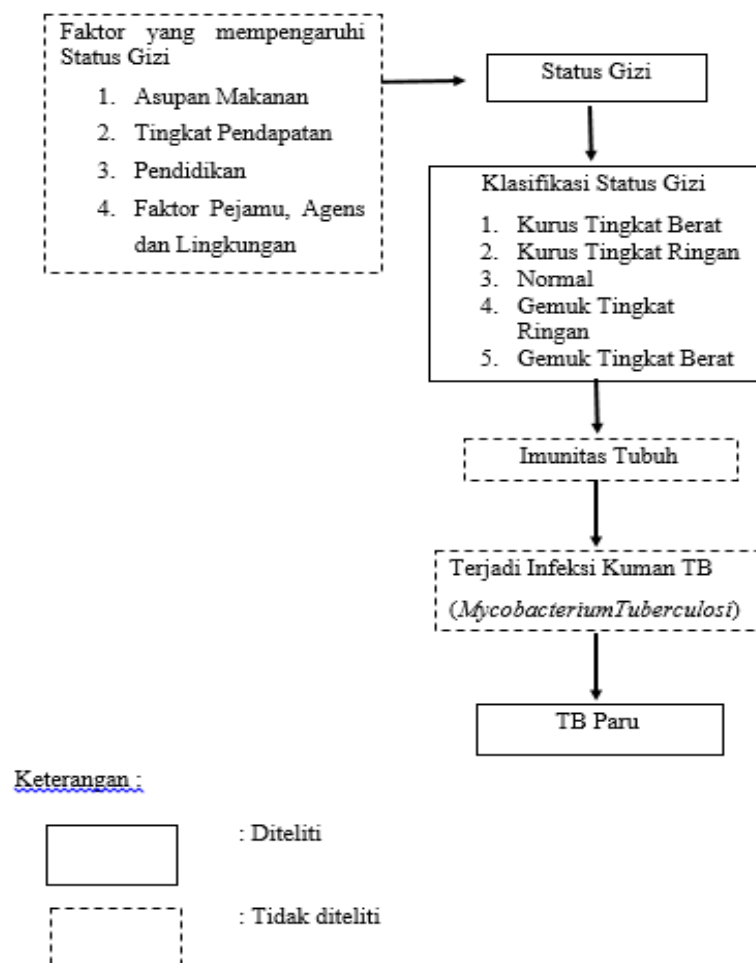 Faktor yang mempengaruhi
Status Gizi
1. Asupan Makanan
2. Tingkat Pendapatan
3. Pendidikan
4. Faktor Pejamu, Agens
dan Lingkungan
Status Gizi
Klasifikasi Status Gizi
1. Kurus Tingkat Berat
2. Kurus Tingkat Ringan
3. Normal
4. Gemuk Tingkat
Ringan
5. Gemuk Tingkat Berat
Imunitas Tubuh
Terjadi Infeksi Kuman TB
(MycobacteriumTuberculosi)
TB Paru
Keterangan :
: Diteliti
: Tidak diteliti